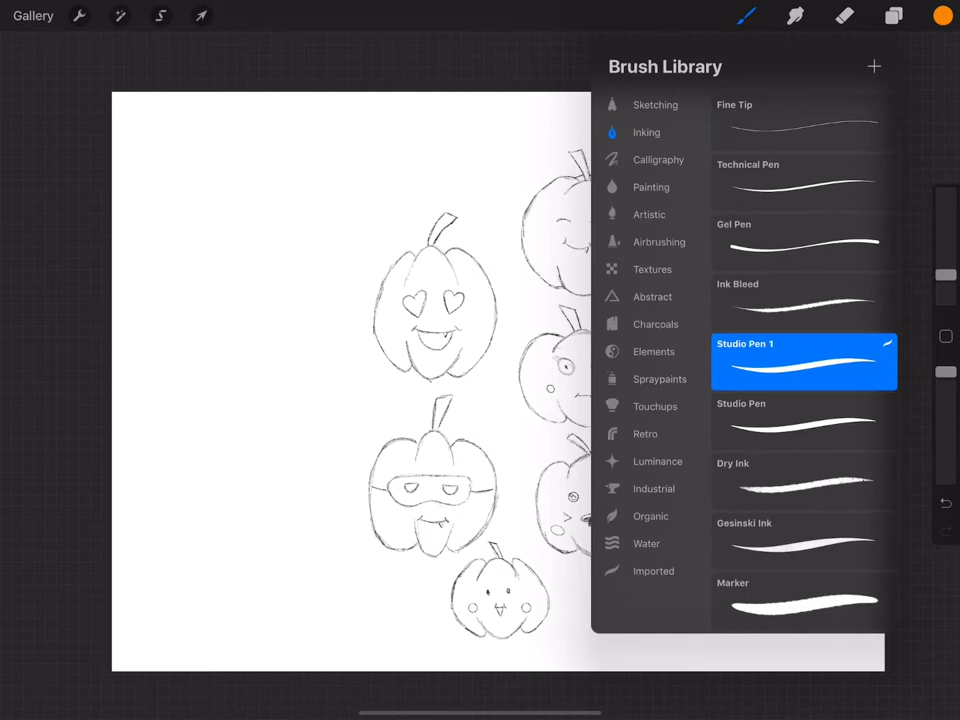 Gallery
Brush Library
Sketching
Inking
Calligraphy
Painting
Artistic
Airbrushing
Textures
Abstract
Charcoals
Elements
Spraypaints
Touchups
Retro
Luminance
Industrial
Organic
Water
Imported
Fine Tip
Technical Pen
Gel Pen
Ink Bleed
Studio Pen 1
Studio Pen
Dry Ink
Gesinski Ink
Marker